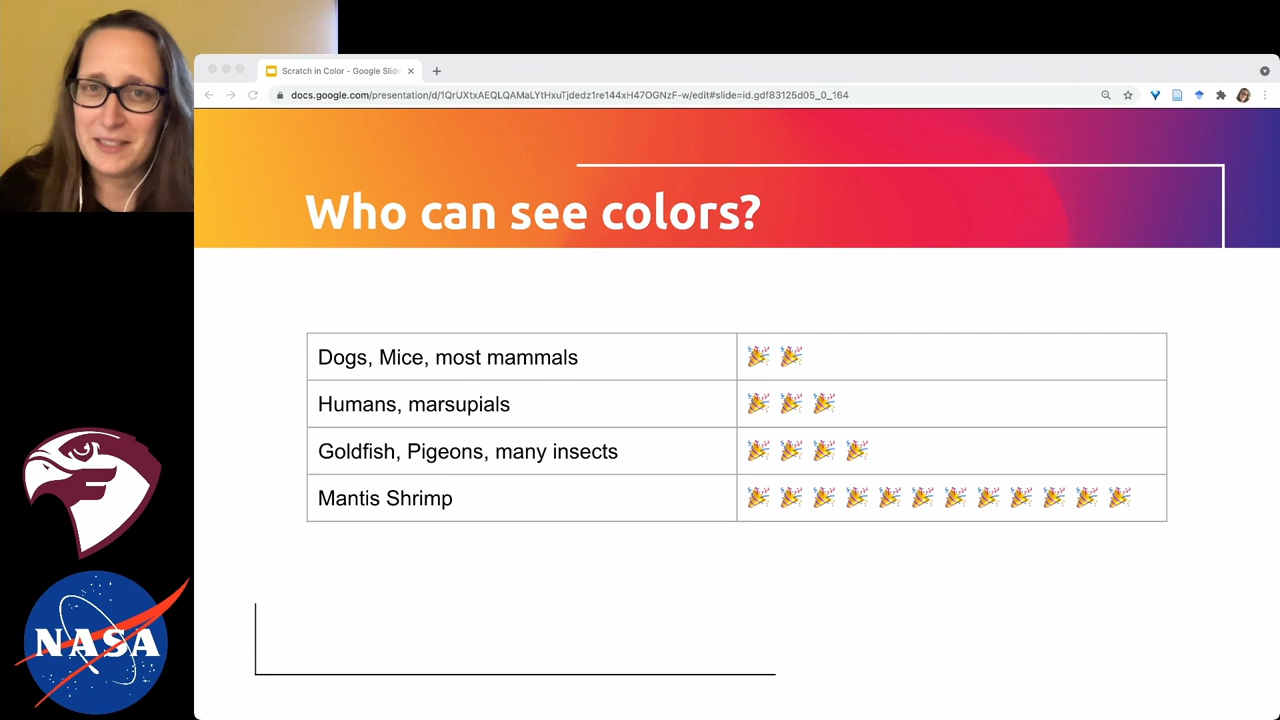 Scratch in Color - Google Slide
docs.google.com/presentation/d/1QrUXtxAEQLQAMaLYtHxuTjdedz1re144xH47OGNzF-w/edit#slide=id.gdf83125d05_0_164
Who can see colors?
Dogs, Mice, most mammals
Humans, marsupials
Goldfish, Pigeons, many insects
Mantis Shrimp
NASA